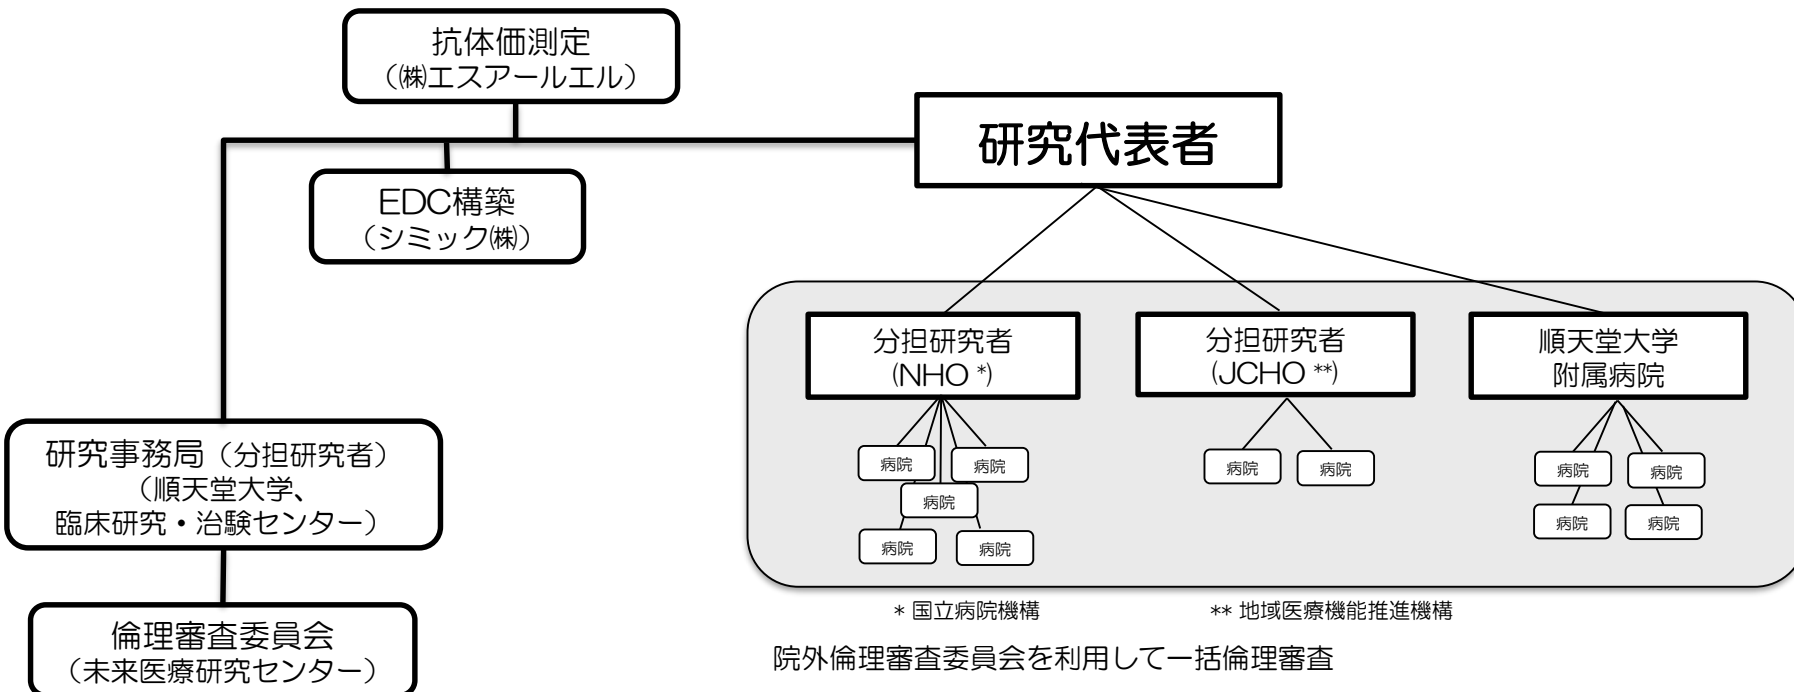 抗体価測定
（㈱エスアールエル）
研究代表者
EDC構築
（シミック㈱）
分担研究者
(NHO *)
分担研究者
(JCHO **)
順天堂大学
附属病院
病院
病院
病院
病院
病院
病院
病院
病院
病院
病院
病院
研究事務局（分担研究者）
（順天堂大学、
臨床研究・治験センター）
倫理審査委員会
（未来医療研究センター）
* 国立病院機構
** 地域医療機能推進機構
院外倫理審査委員会を利用して一括倫理審査